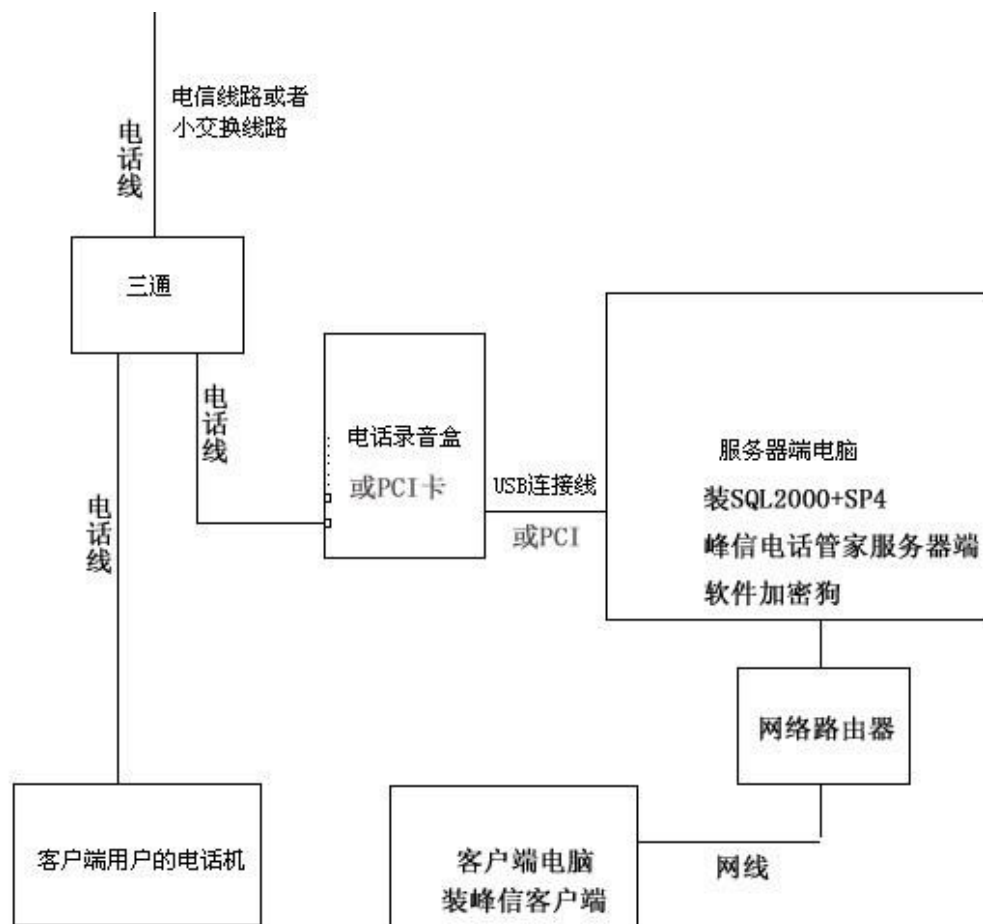 电信线路或者
小交换线路
电话线
三通
电话线
电话线
电话录音盒
或PCI卡
USB连接线
或PCI
服务器端电脑
装SQL2000+SP4
峰信电话管家服务器端
软件加密狗
网络路由器
网线
客户端用户的电话机
客户端电脑
装峰信客户端